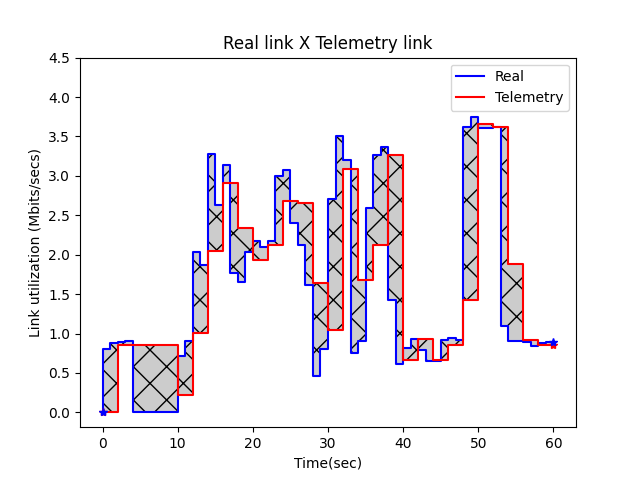 Real link X Telemetry link
Real
Telemetry
Link utilization (Mbits/secs)
4.5
4.0
3.5
3.0
2.5
2.0
1.5
1.0
0.5
0.0
0 10 20 30 40 50 60
Time(sec)